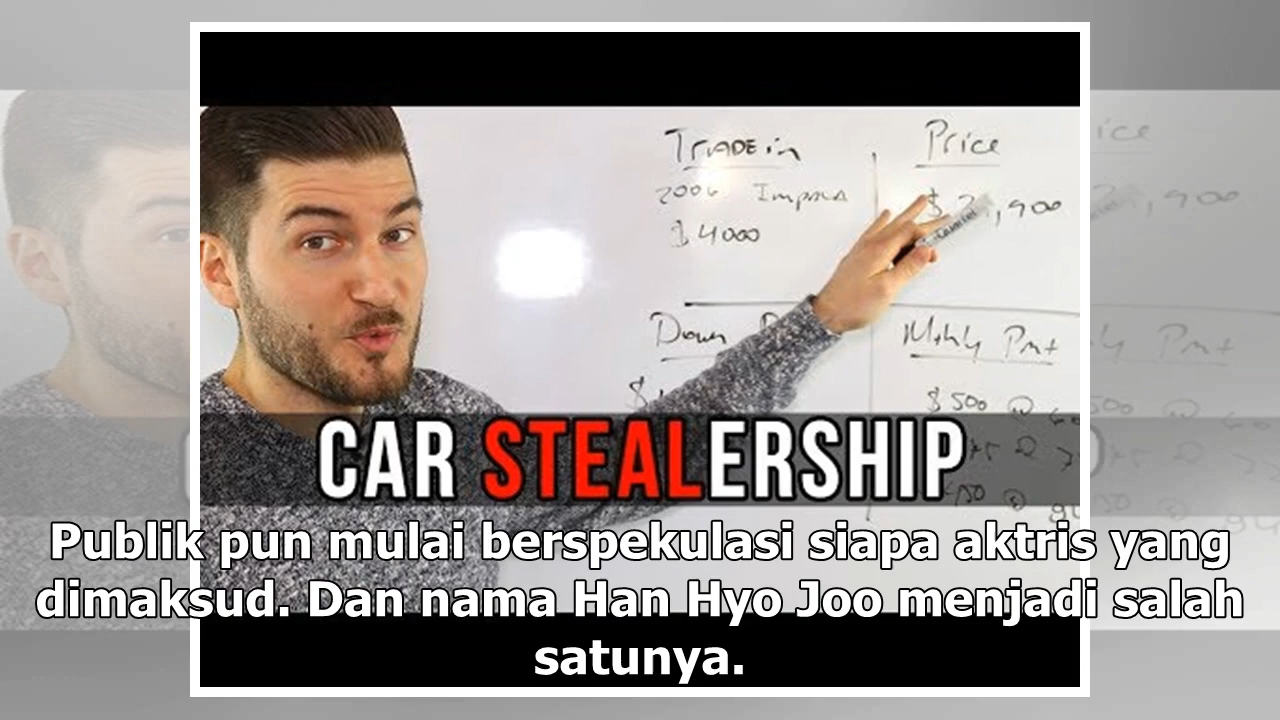 TRADE in
Price
2006 Impala
$4000
Down
Mthly Pmt
$500 @
CAR STEALERSHIP
Publik pun mulai berspekulasi siapa aktris yang
dimaksud. Dan nama Han Hyo Joo menjadi salah
satunya.